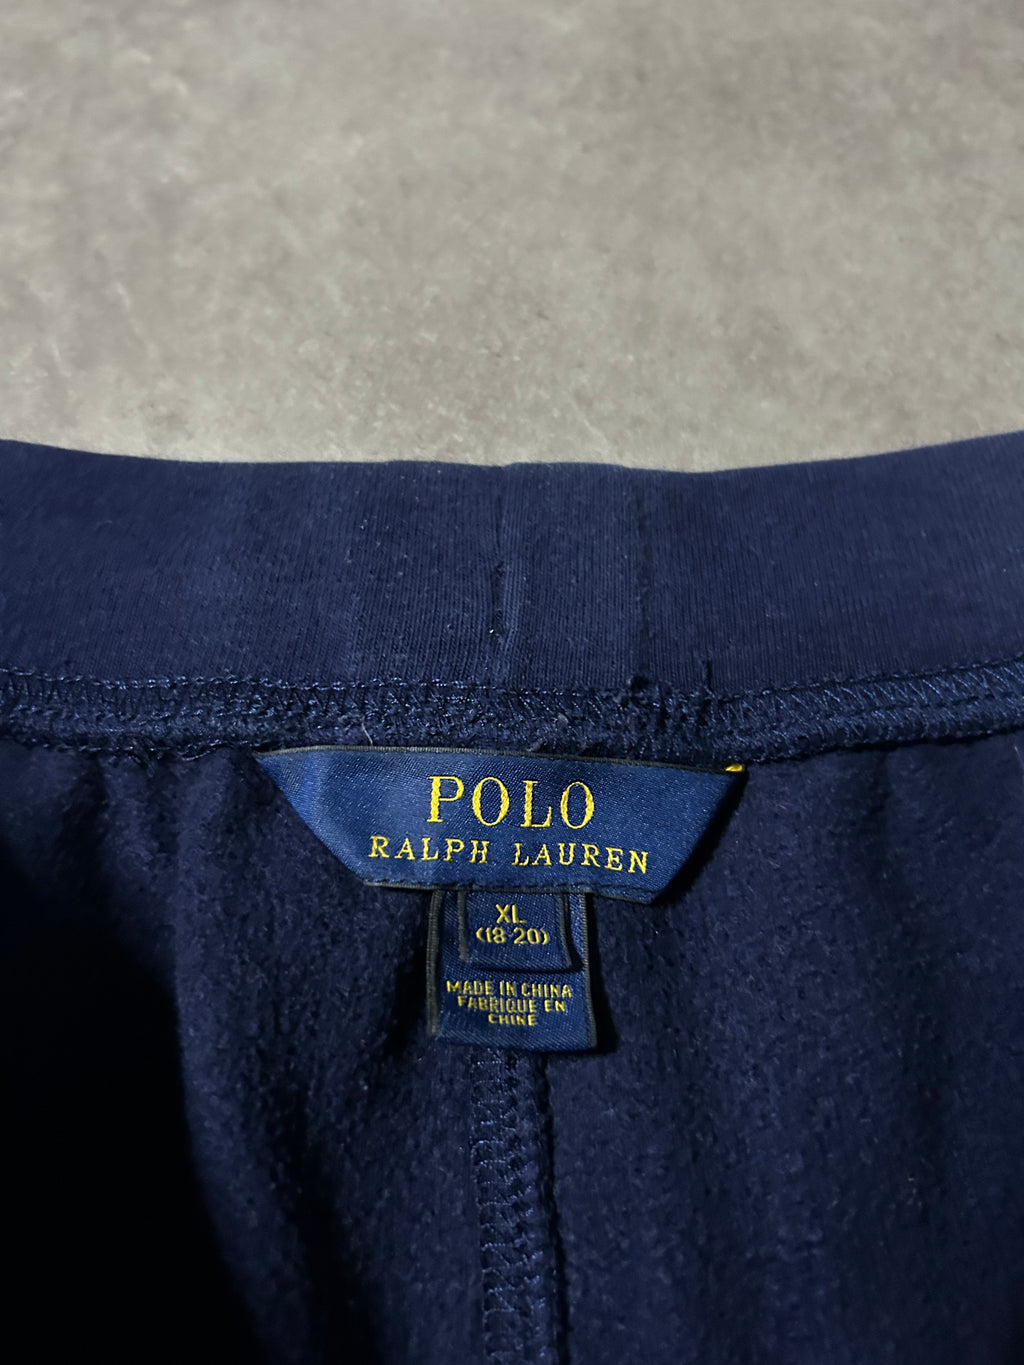 POLO
RALPH LAUREN
XL
(18-20)
MADE IN CHINA
FABRIQUE EN
CHINE